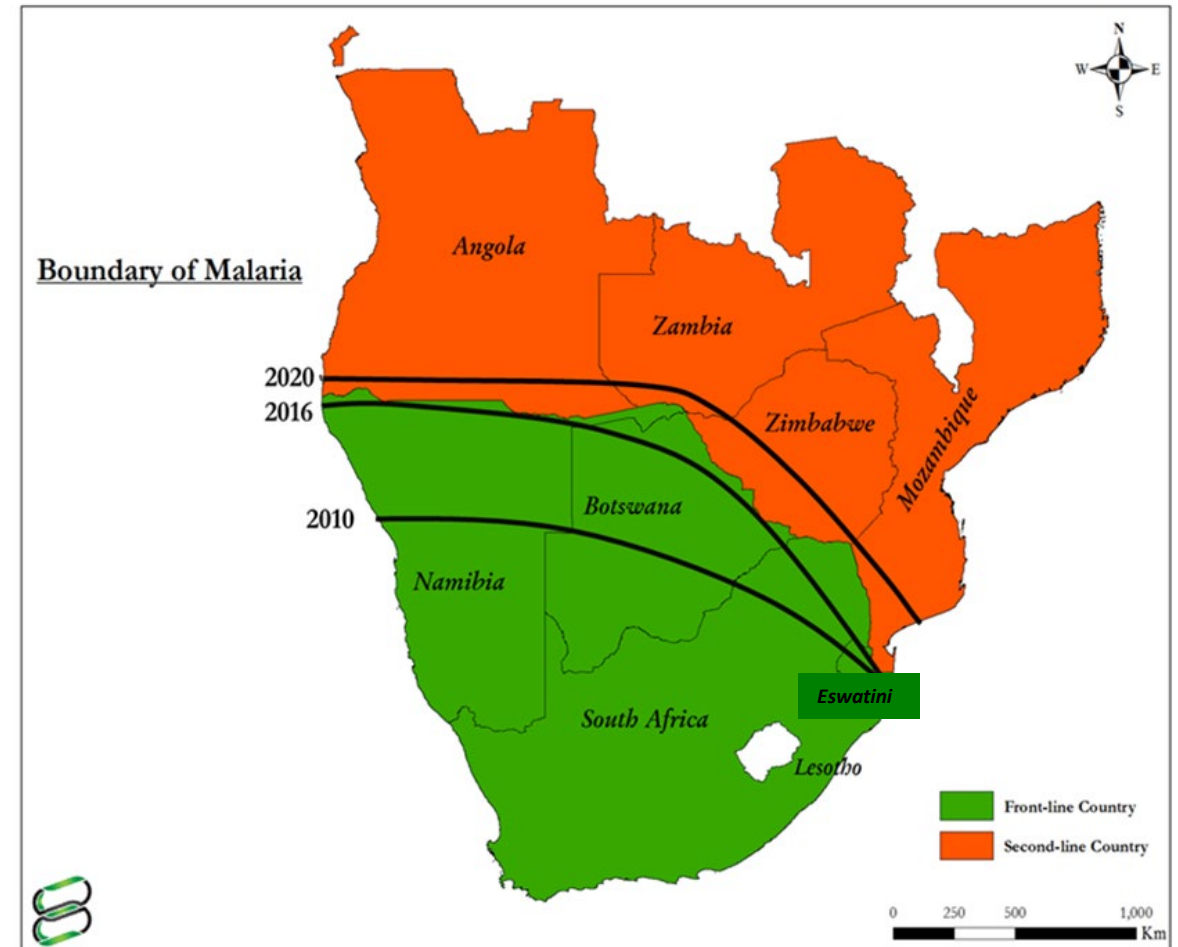 N
W E
S
Angola
Boundary of Malaria
Zambia
2020
2016
Zimbabwe
Mozambique
Botswana
2010
Namibia
Eswatini
South Africa
Lesotho
Front-line Country
Second-line Country
0 250 500 1,000
Km